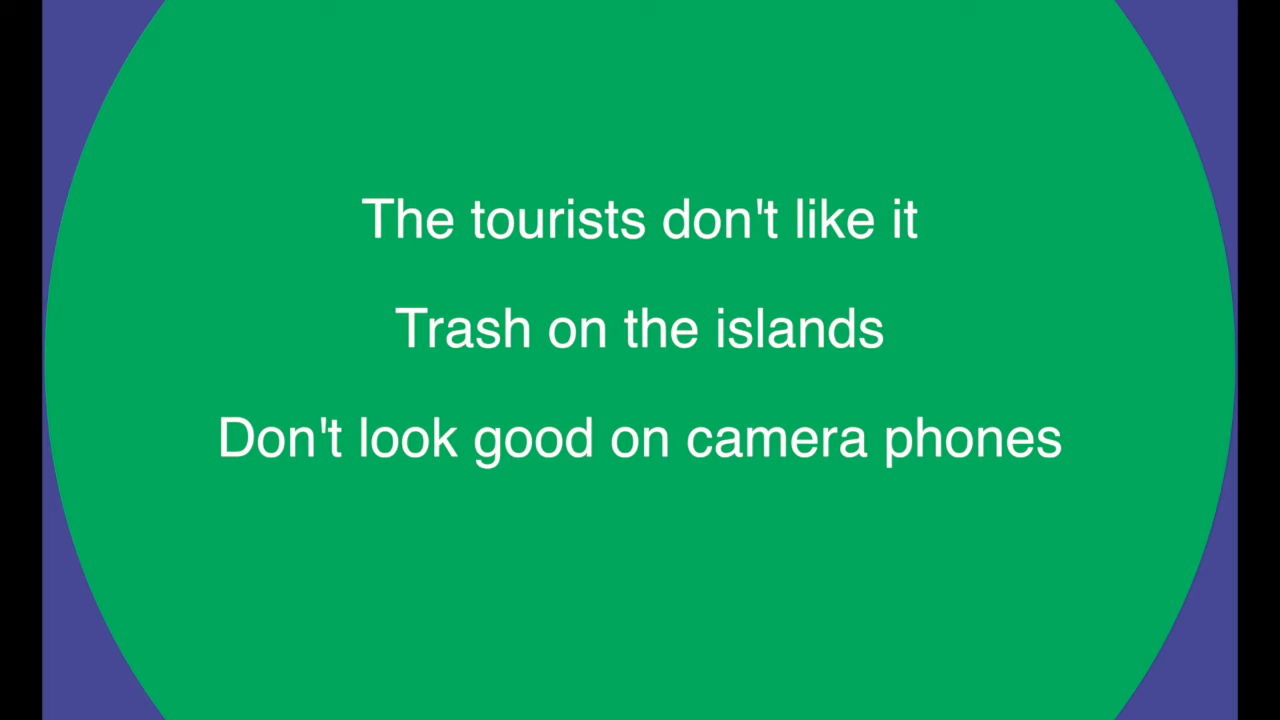 The tourists don't like it
Trash on the islands
Don't look good on camera phones